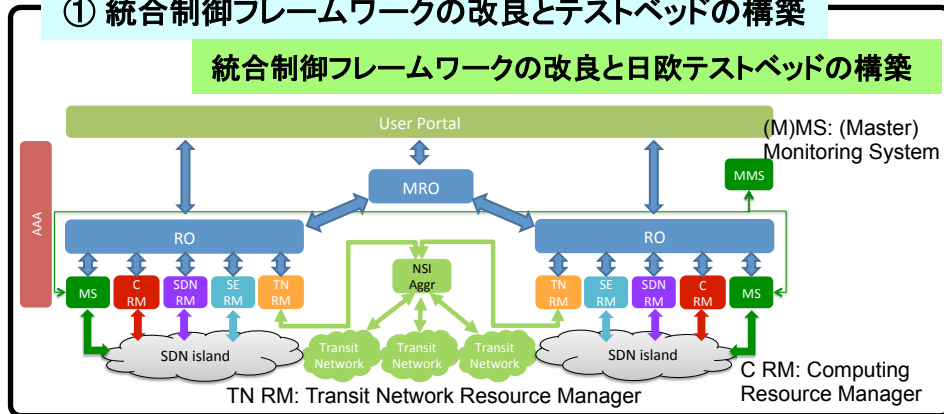 ① 統合制御フレームワークの改良とテストベッドの構築
統合制御フレームワークの改良と日欧テストベッドの構築
User Portal
(M)MS: (Master)
Monitoring System
MMS
MRO
AAA
RO
RO
MS
C
RM
SDN
RM
SE
RM
TN
RM
NSI
Aggr
TN
RM
SE
RM
SDN
RM
C
RM
MS
SDN island
Transit
Network
Transit
Network
Transit
Network
SDN island
TN RM: Transit Network Resource Manager
C RM: Computing
Resource Manager